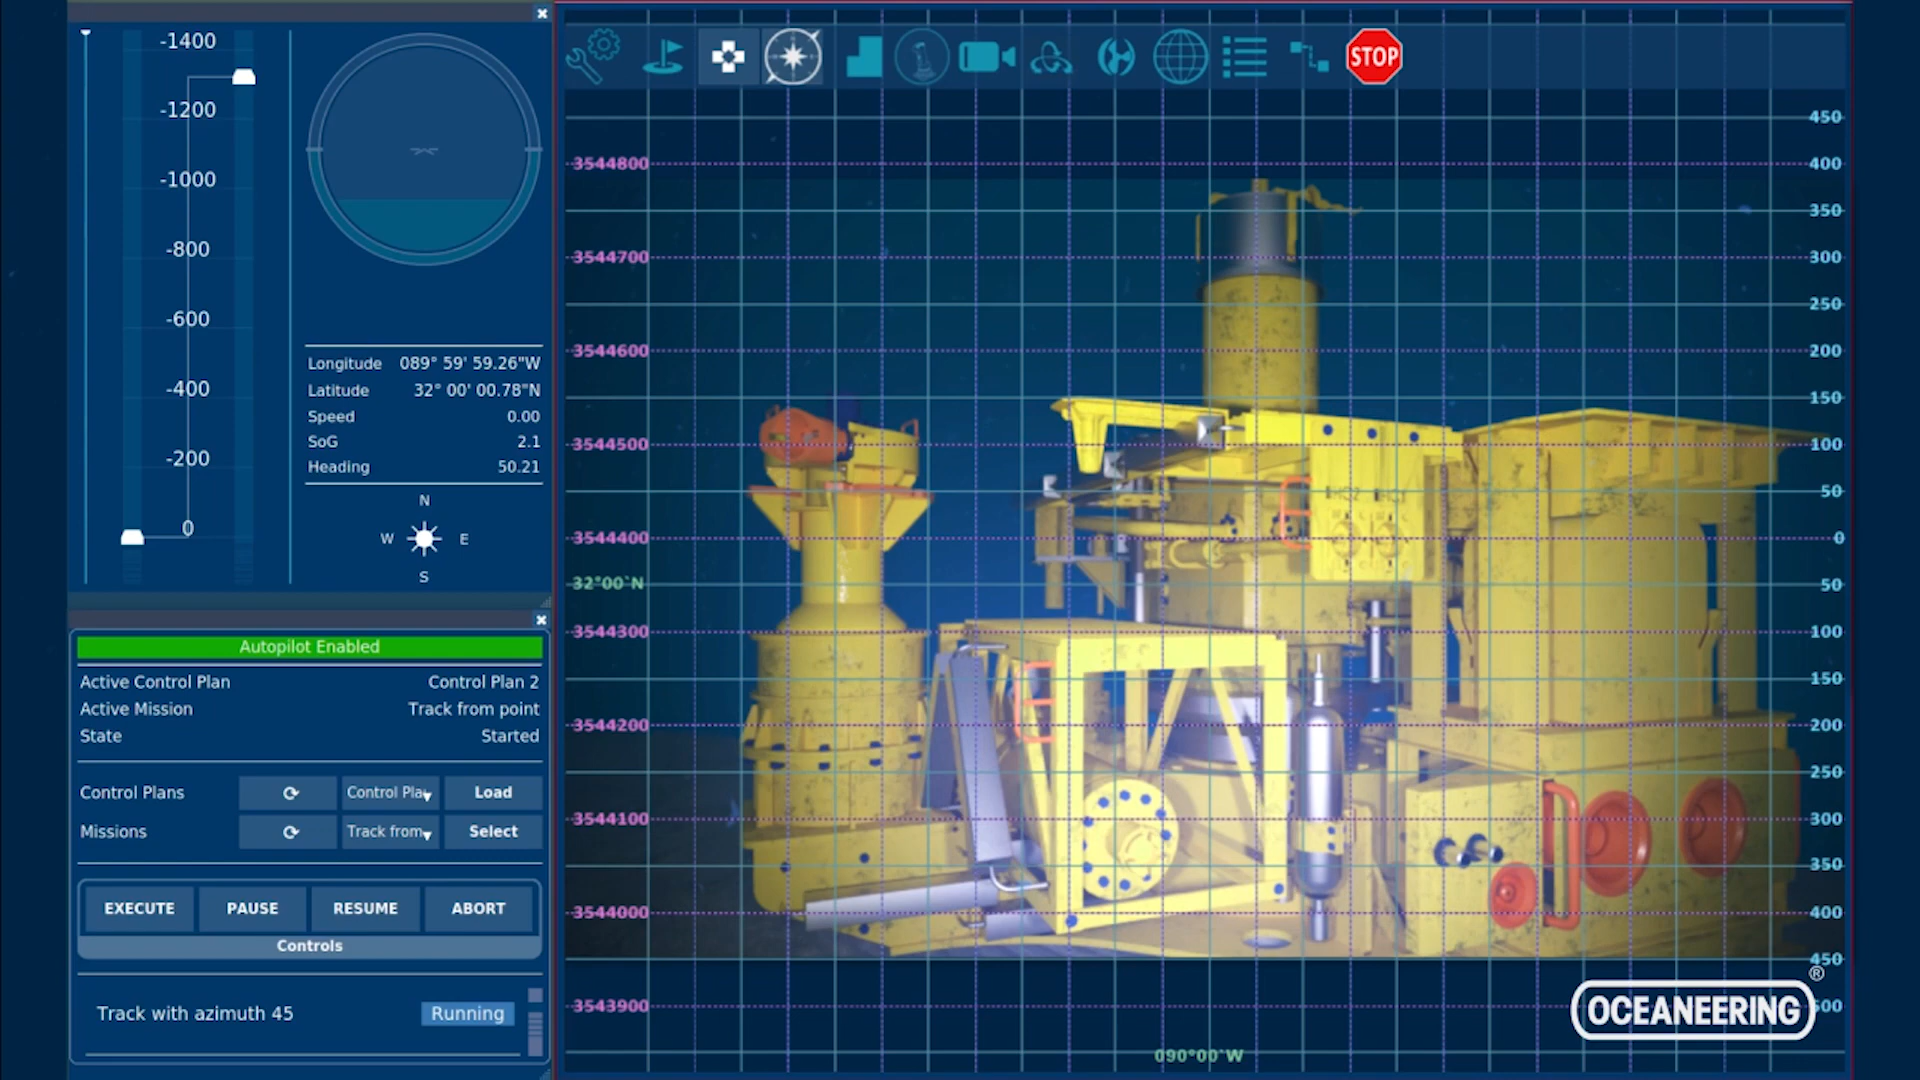 -1400
-1200
-1000
-800
-600
-400
-200
0
Longitude 089° 59' 59.26"W
Latitude 32° 00' 00.78"N
Speed 0.00
SoG 2.1
Heading 50.21
N
W E
S
Autopilot Enabled
Active Control Plan Control Plan 2
Active Mission Track from point
State Started
Control Plans Control Pla Load
Missions Track from Select
EXECUTE PAUSE RESUME ABORT
Controls
Track with azimuth 45 Running
STOP
450
3544800 400
350
3544700 300
250
3544600 200
150
3544500 100
50
3544400 0
32°00`N 50
3544300 100
150
3544200 200
250
3544100 300
350
3544000 400
450
3543900
090°00`W
OCEANEERING®